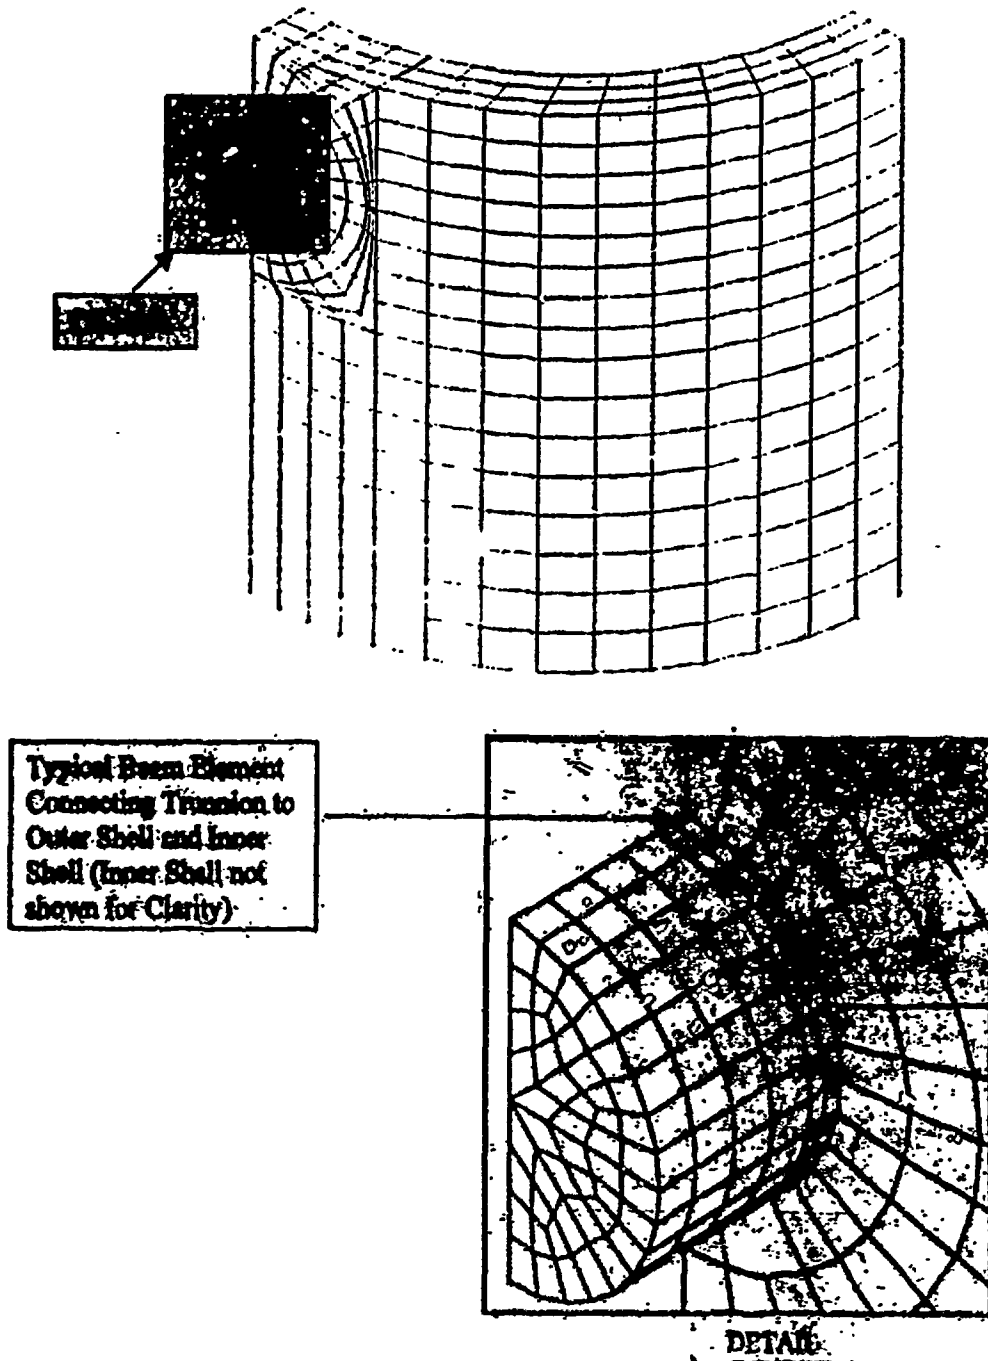 Typical Beam Element
Connecting Trunnion to
Outer Shell and Inner
Shell (Inner Shell not
shown for Clarity)
DETAIL